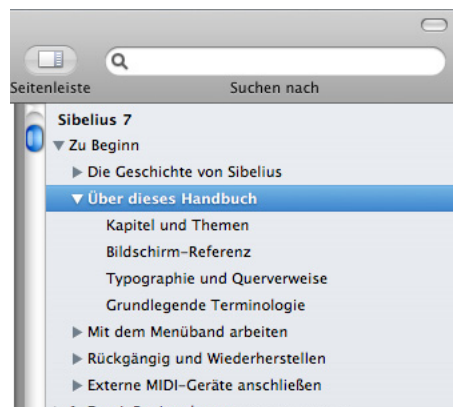 Seitenleiste
Suchen nach
Sibelius 7
Zu Beginn
Die Geschichte von Sibelius
Über dieses Handbuch
Kapitel und Themen
Bildschirm-Referenz
Typographie und Querverweise
Grundlegende Terminologie
Mit dem Menüband arbeiten
Rückgängig und Wiederherstellen
Externe MIDI-Geräte anschließen